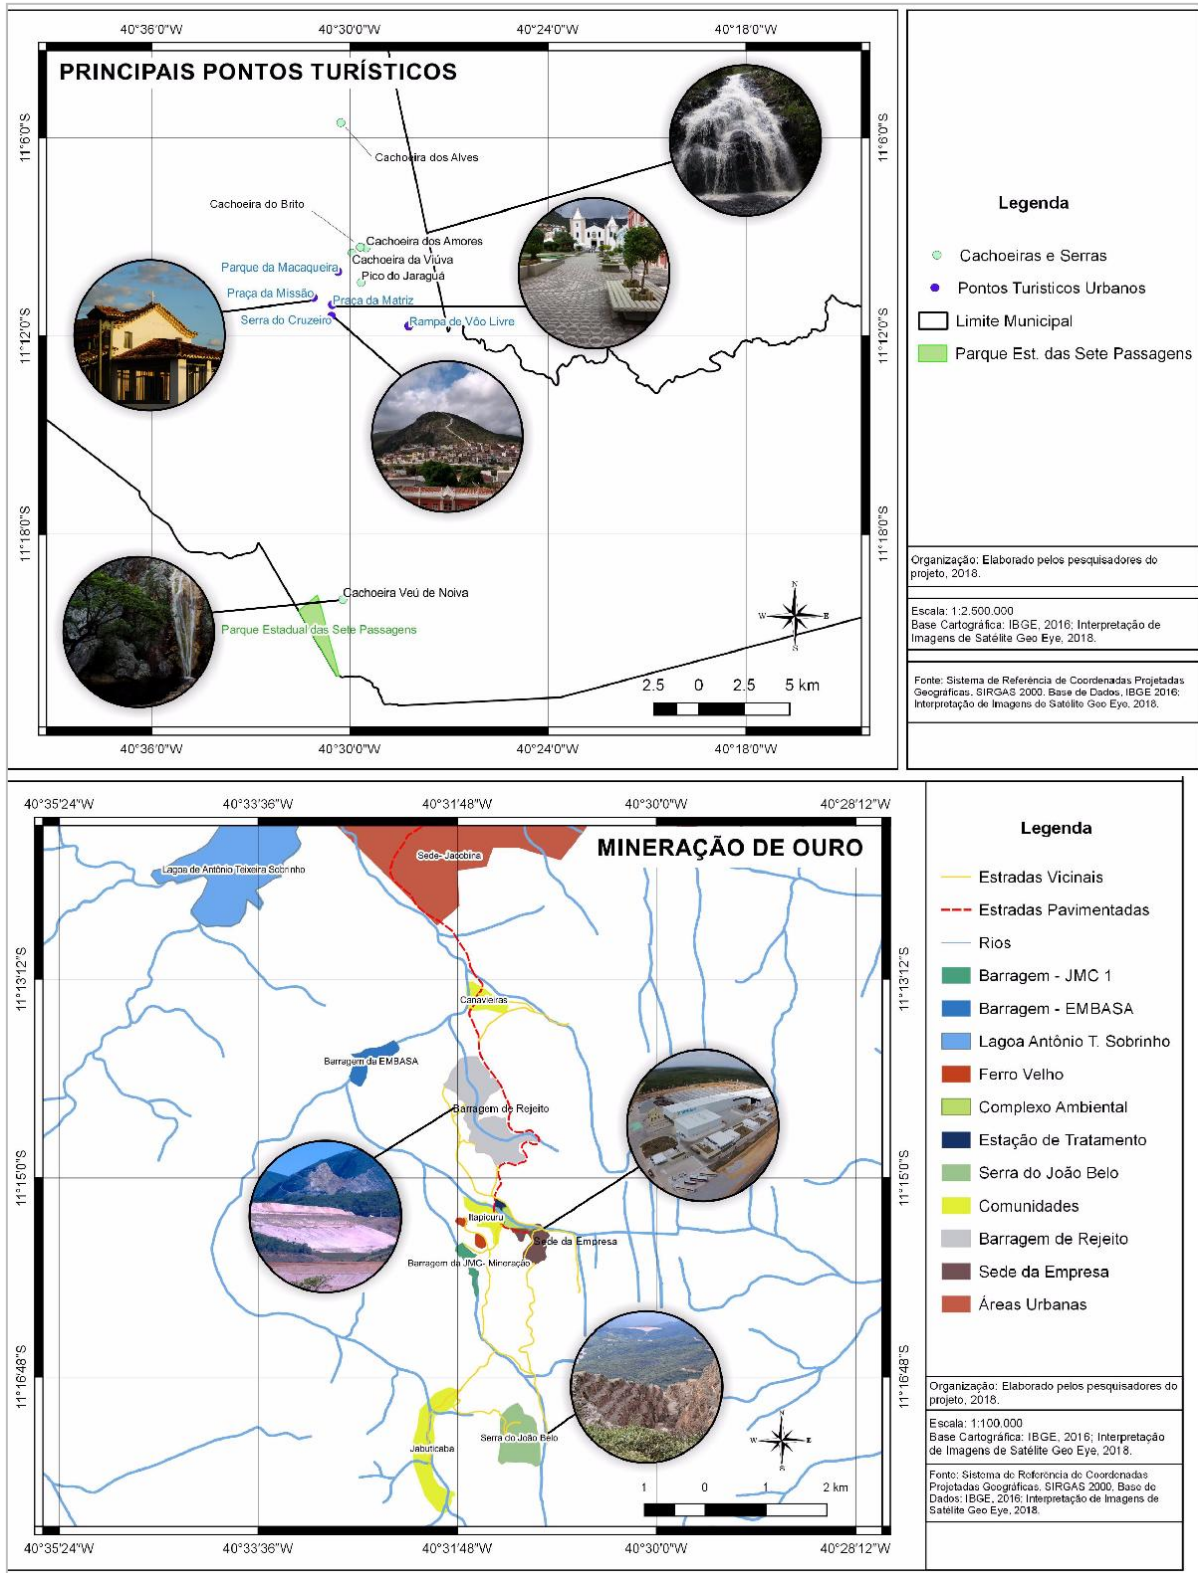 40°36'0"W 40°30'0"W 40°24'0"W 40°18'0"W
PRINCIPAIS PONTOS TURÍSTICOS
11°6'0"S
11°6'0"S
Cachoeira dos Alves
Cachoeira do Brito
Cachoeira dos Amores
Cachoeira da Viúva
Parque da Macaqueira
Pico do Jaraguá
Praça da Missão
Praça da Matriz
Serra do Cruzeiro
Rampa de Vôo Livre
11°12'0"S
11°12'0"S
11°18'0"S
11°18'0"S
Cachoeira Veú de Noiva
Parque Estadual das Sete Passagens
N
W E
S
2.5 0 2.5 5 km
40°36'0"W 40°30'0"W 40°24'0"W 40°18'0"W
Legenda
Cachoeiras e Serras
Pontos Turisticos Urbanos
Limite Municipal
Parque Est. das Sete Passagens
Organização: Elaborado pelos pesquisadores do
projeto, 2018.
Escala: 1:2.500.000
Base Cartográfica: IBGE, 2016; Interpretação de
Imagens de Satélite Geo Eye, 2018.
Fonte: Sistema de Referência de Coordenadas Projetadas
Geográficas, SIRGAS 2000. Base de Dados, IBGE 2016;
Interpretação de Imagens de Satélite Geo Eye, 2018.
40°35'24"W 40°33'36"W 40°31'48"W 40°30'0"W 40°28'12"W
MINERAÇÃO DE OURO
Sede- Jacobina
Lagoa de Antônio Teixeira Sobrinho
11°13'12"S
11°13'12"S
Canavieiras
Barragem da EMBASA
Barragem de Rejeito
11°15'0"S
11°15'0"S
Itapicuru
Sede da Empresa
Barragem da JMC- Mineração
11°16'48"S
11°16'48"S
Jabuticaba
Serra do João Belo
N
W E
S
1 0 1 2 km
40°35'24"W 40°33'36"W 40°31'48"W 40°30'0"W 40°28'12"W
Legenda
Estradas Vicinais
Estradas Pavimentadas
Rios
Barragem - JMC 1
Barragem - EMBASA
Lagoa Antônio T. Sobrinho
Ferro Velho
Complexo Ambiental
Estação de Tratamento
Serra do João Belo
Comunidades
Barragem de Rejeito
Sede da Empresa
Áreas Urbanas
Organização: Elaborado pelos pesquisadores do
projeto, 2018.
Escala: 1:100.000
Base Cartográfica: IBGE, 2016; Interpretação
de Imagens de Satélite Geo Eye, 2018.
Fonte: Sistema de Referência de Coordenadas
Projetadas Geográficas, SIRGAS 2000, Base de
Dados: IBGE, 2016; Interpretação de Imagens de
Satélite Geo Eye, 2018.